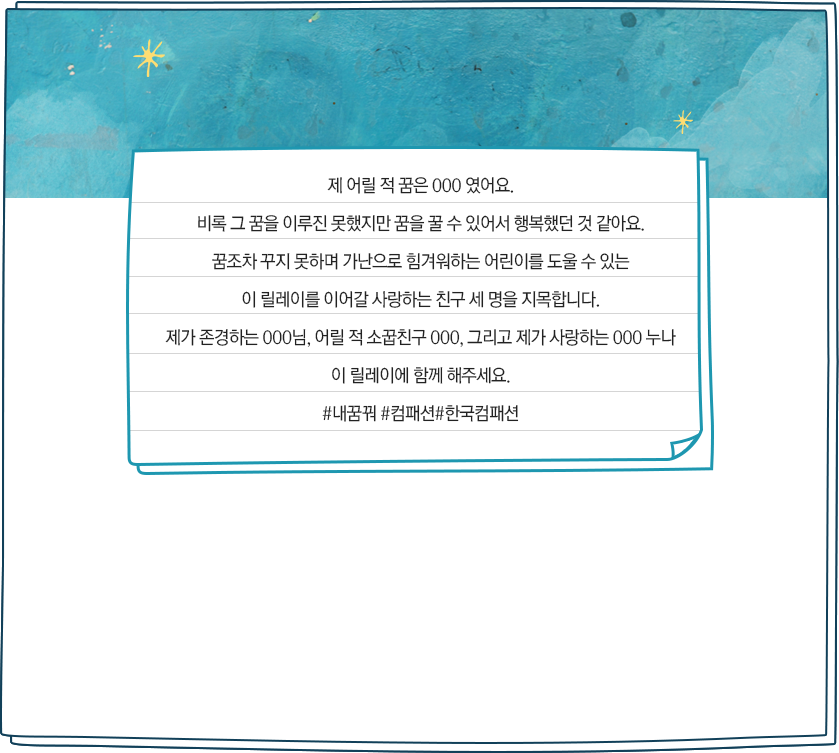 제 어릴 적 꿈은 000 였어요.
비록 그 꿈을 이루진 못했지만 꿈을 꿀 수 있어서 행복했던 것 같아요.
꿈조차 꾸지 못하며 가난으로 힘겨워하는 어린이를 도울 수 있는
이 릴레이를 이어갈 사랑하는 친구 세 명을 지목합니다.
제가 존경하는 000님, 어릴 적 소꿉친구 000, 그리고 제가 사랑하는 000 누나
이 릴레이에 함께 해주세요.
#내꿈꿔 #컴패션#한국컴패션